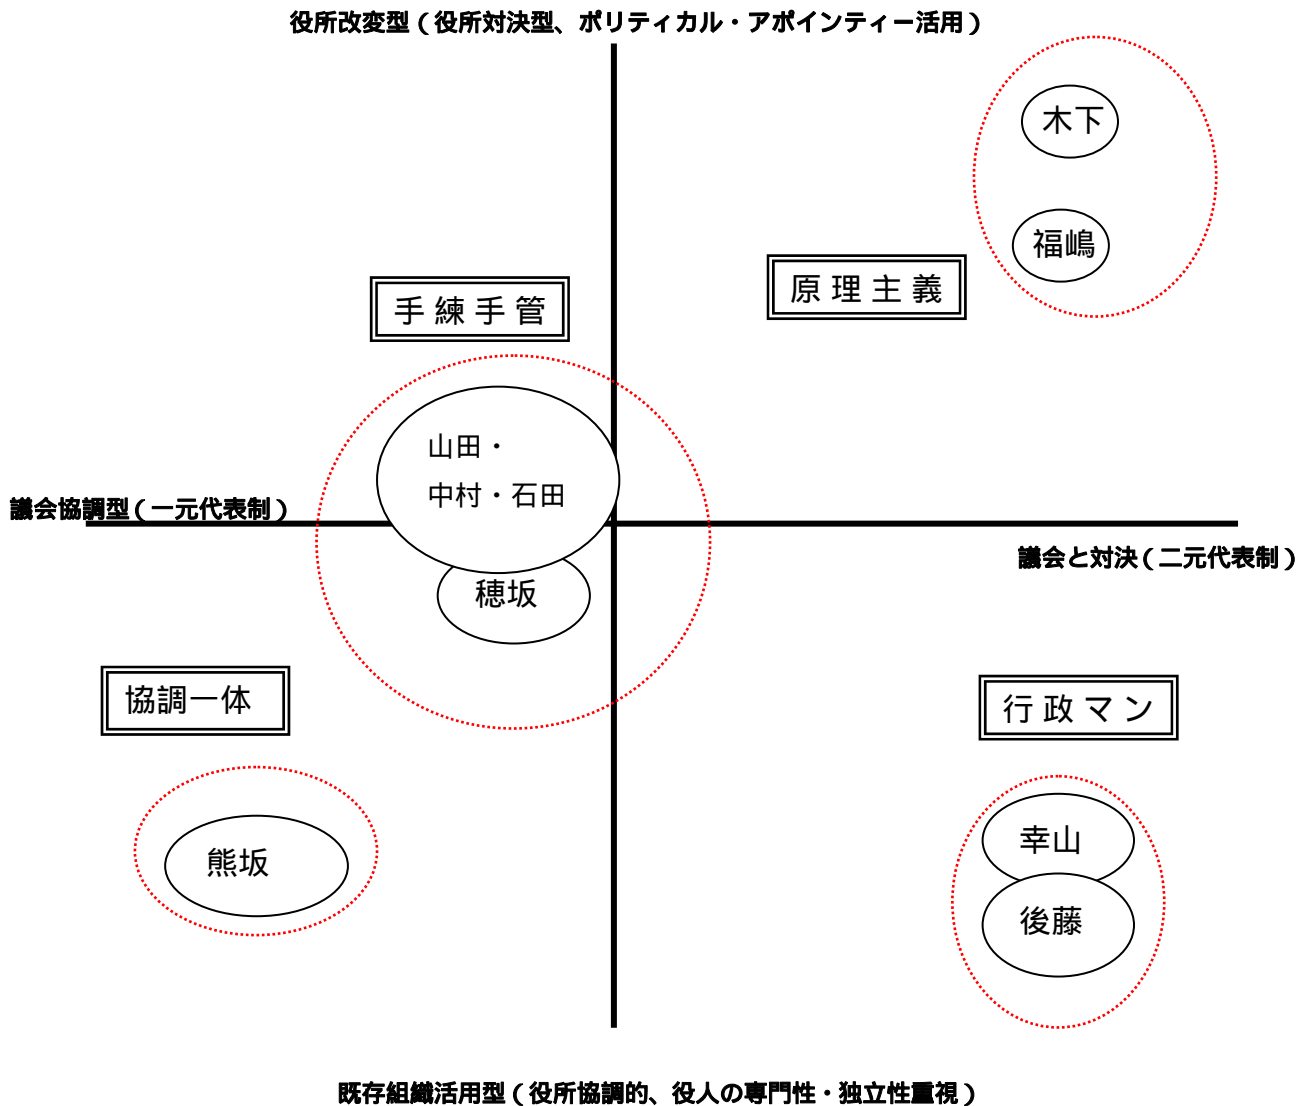 役所改変型（役所対決型、ポリティカル・アポインティー活用）
木下
福嶋
原理主義
手練手管
山田・
中村・石田
議会協調型（一元代表制）
議会と対決（二元代表制）
穂坂
協調一体
行政マン
幸山
熊坂
後藤
既存組織活用型（役所協調的、役人の専門性・独立性重視）